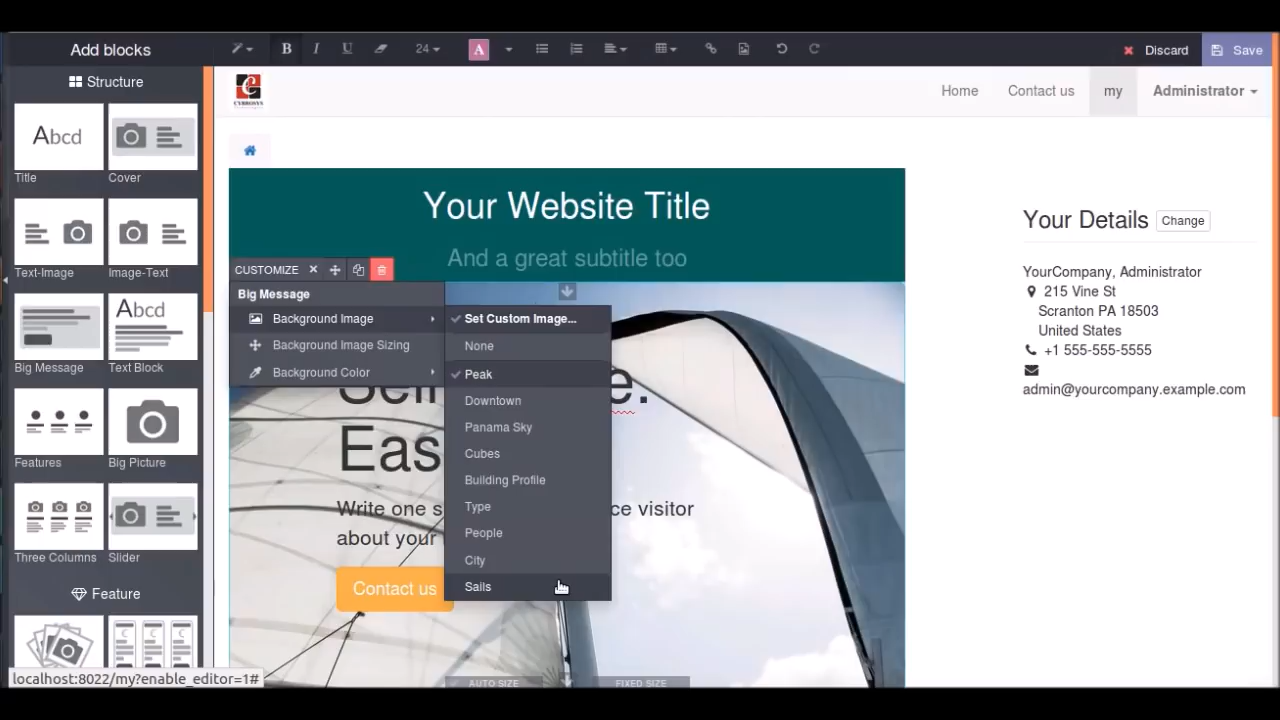 Add blocks
B I U 24 A
Discard
Save
Structure
Abcd
Title
Cover
Text-Image
Image-Text
Abcd
Big Message
Text Block
Features
Big Picture
Three Columns
Slider
Feature
localhost:8022/my?enable_editor=1#
CYBROSYS
Home
Contact us
my
Administrator
Your Website Title
And a great subtitle too
CUSTOMIZE
Big Message
Background Image
Background Image Sizing
Background Color
Set Custom Image...
None
Peak
Downtown
Panama Sky
Cubes
Building Profile
Type
People
City
Sails
Eas
Write one s
ce visitor
about your
Contact us
AUTO SIZE
FIXED SIZE
Your Details
Change
YourCompany, Administrator
215 Vine St
Scranton PA 18503
United States
+1 555-555-5555
admin@yourcompany.example.com